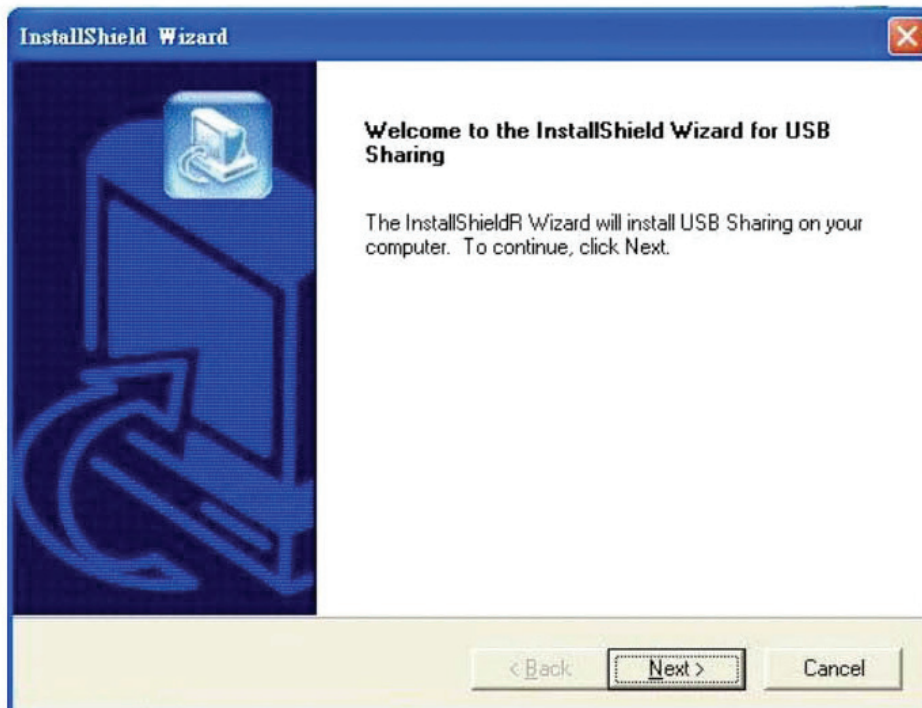 InstallShield Wizard
Welcome to the InstallShield Wizard for USB
Sharing
The InstallShieldR Wizard will install USB Sharing on your
computer. To continue, click Next.
< Back
Next >
Cancel